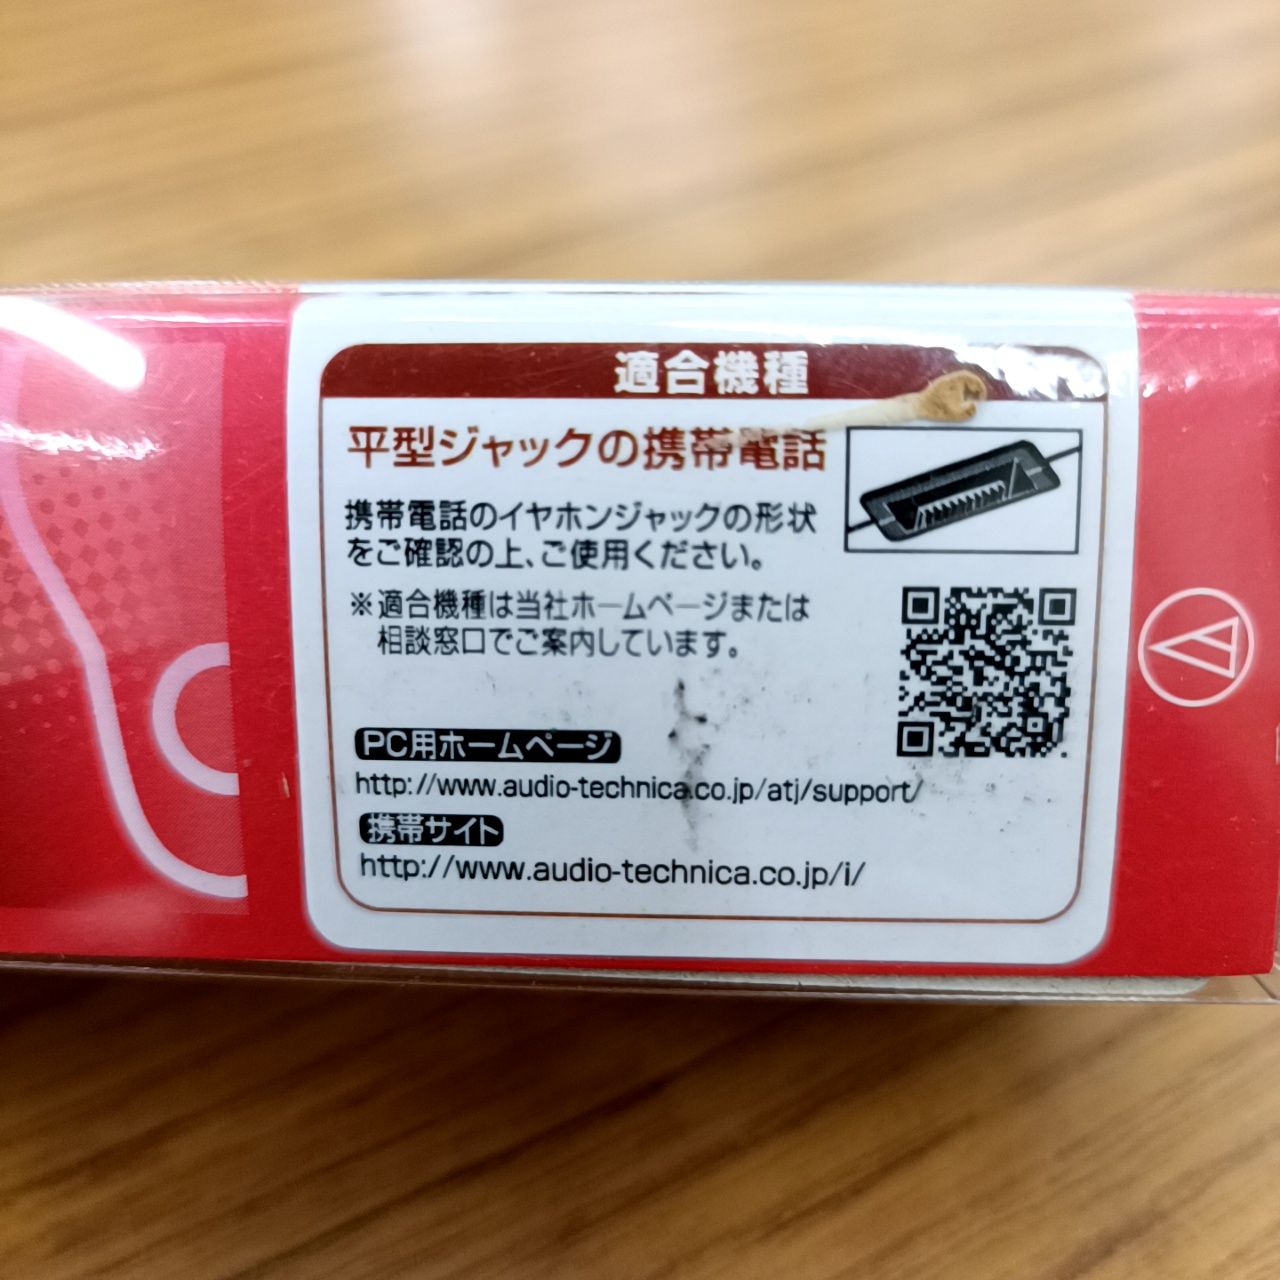 適合機種
平型ジャックの携帯電話
携帯電話のイヤホンジャックの形状
をご確認の上、ご使用ください。
※適合機種は当社ホームページまたは
相談窓口でご案内しています。
PC用ホームページ
http://www.audio-technica.co.jp/atj/support/
携帯サイト
http://www.audio-technica.co.jp/i/